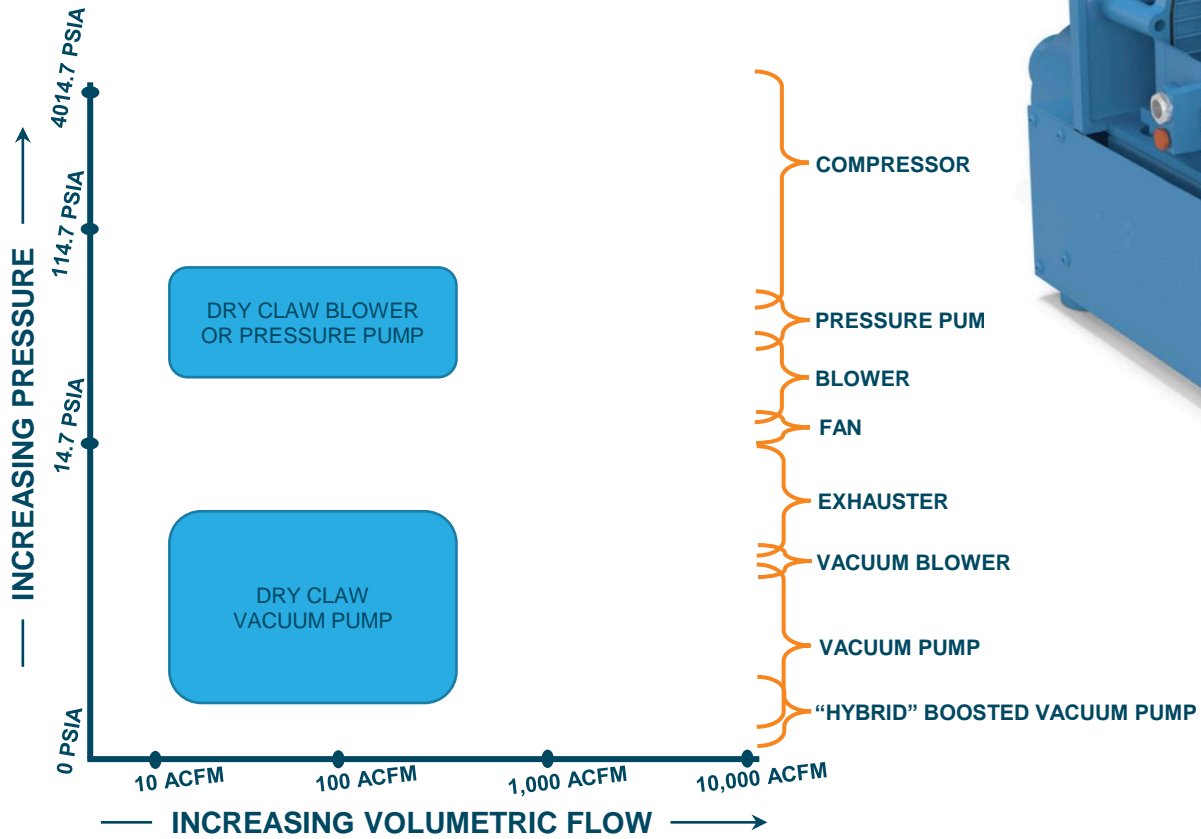 4014.7 PSIA
COMPRESSOR
114.7 PSIA
DRY CLAW BLOWER
OR PRESSURE PUMP
PRESSURE PUM
BLOWER
14.7 PSIA
FAN
INCREASING PRESSURE
EXHAUSTER
VACUUM BLOWER
DRY CLAW
VACUUM PUMP
VACUUM PUMP
“HYBRID” BOOSTED VACUUM PUMP
0 PSIA
10 ACFM
100 ACFM
1,000 ACFM
10,000 ACFM
INCREASING VOLUMETRIC FLOW